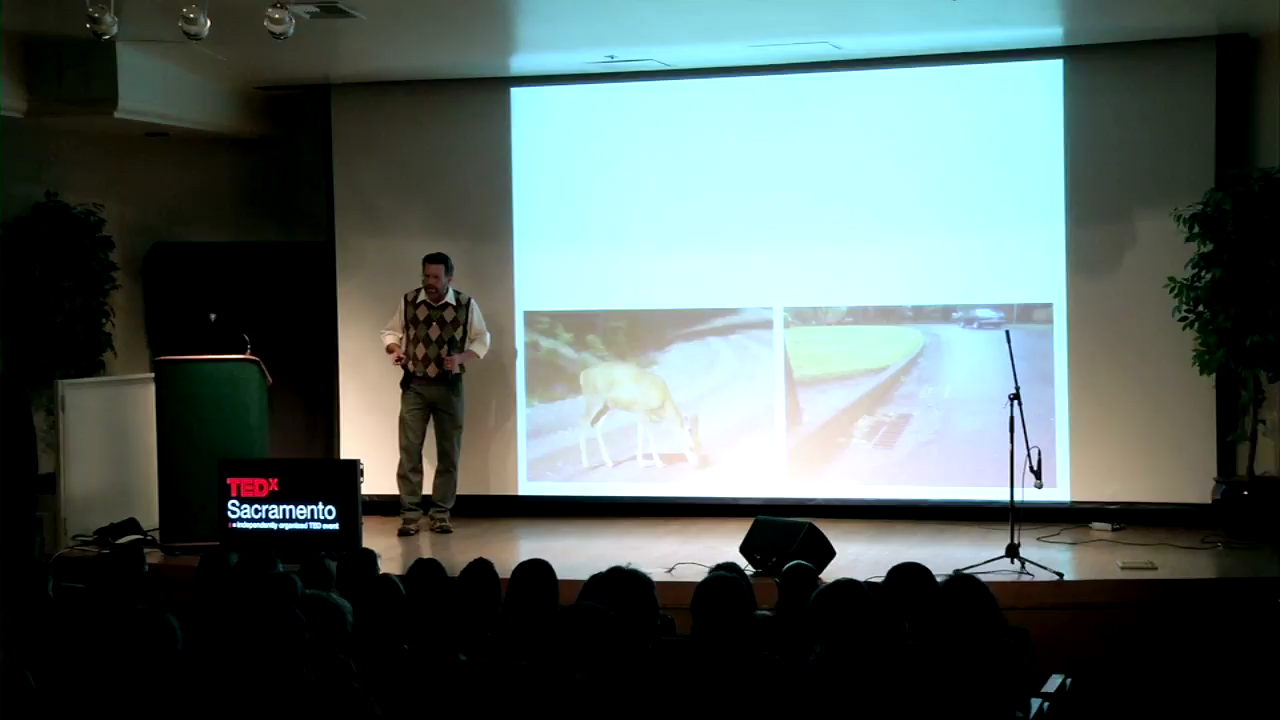 TEDx
Sacramento
x = independently organized TED event